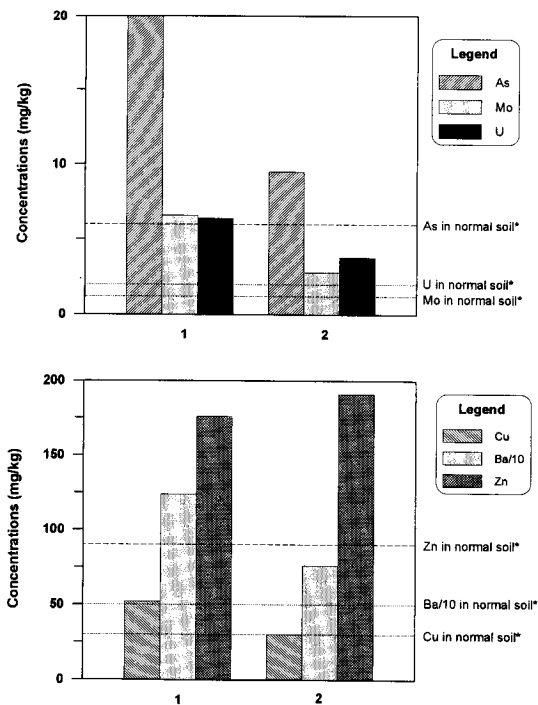 20
10
0
Concentrations (mg/kg)
1
2
Legend
As
Mo
U
As in normal soil*
U in normal soil*
Mo in normal soil*
200
150
100
50
0
Concentrations (mg/kg)
1
2
Legend
Cu
Ba/10
Zn
Zn in normal soil*
Ba/10 in normal soil*
Cu in normal soil*